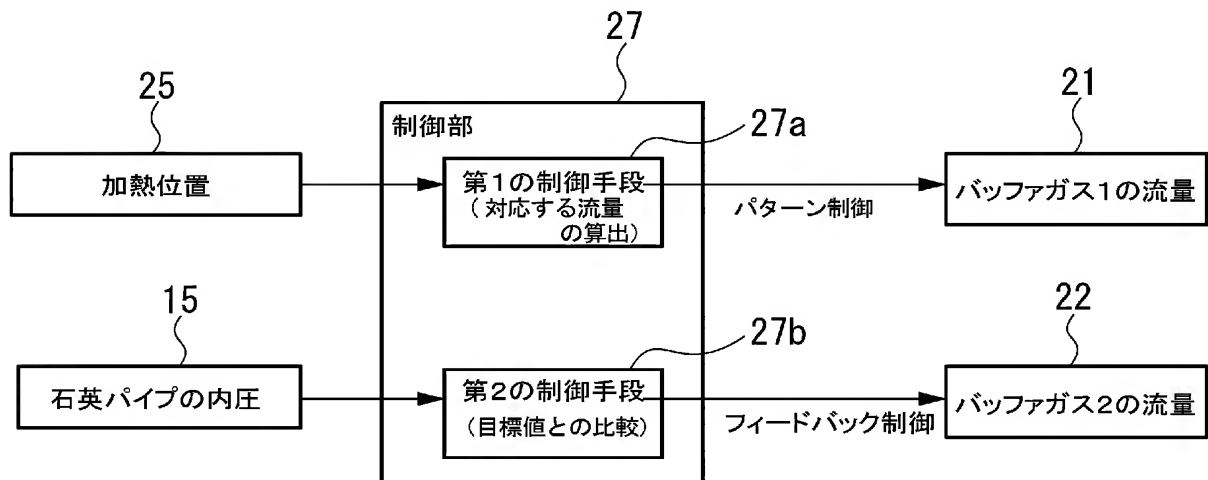 27
25
21
制御部
27a
加熱位置
第1の制御手段
(対応する流量
の算出)
パターン制御
バッファガス1の流量
15
22
27b
石英パイプの内圧
第2の制御手段
(目標値との比較)
フィードバック制御
バッファガス2の流量